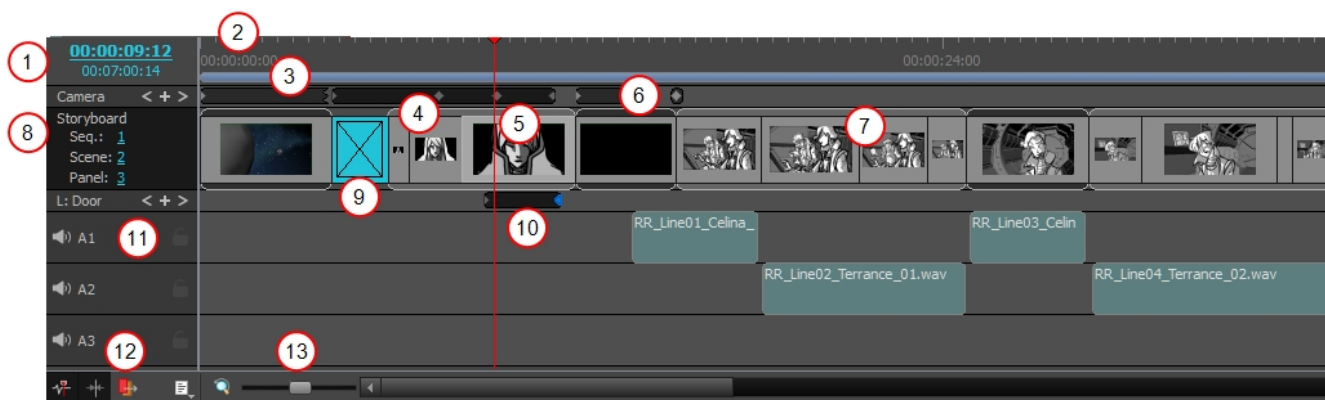 2
1
00:00:09:12
00:07:00:14
00:00:00:00
00:00:24:00
3
Camera < + >
6
8
Storyboard
Seq.: 1
Scene: 2
Panel: 3
4
5
7
9
L: Door < + >
10
11
A1
RR_Line01_Celina_
RR_Line03_Celin
A2
RR_Line02_Terrance_01.wav
RR_Line04_Terrance_02.wav
A3
12
13